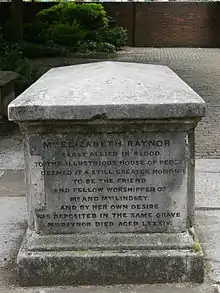 MRS ELIZABETH RAYNOR
NEARLY ALLIED IN BLOOD
TO THE ILLUSTRIOUS HOUSE OF PERCY
DEEMED IT A STILL GREATER HONOUR
TO BE THE FRIEND
AND FELLOW WORSHIPPER OF
MR AND MRS LINDSEY.
AND BY HER OWN DESIRE
WAS DEPOSITED IN THE SAME GRAVE
MRS RAYNOR DIED AGED LXXXIV.